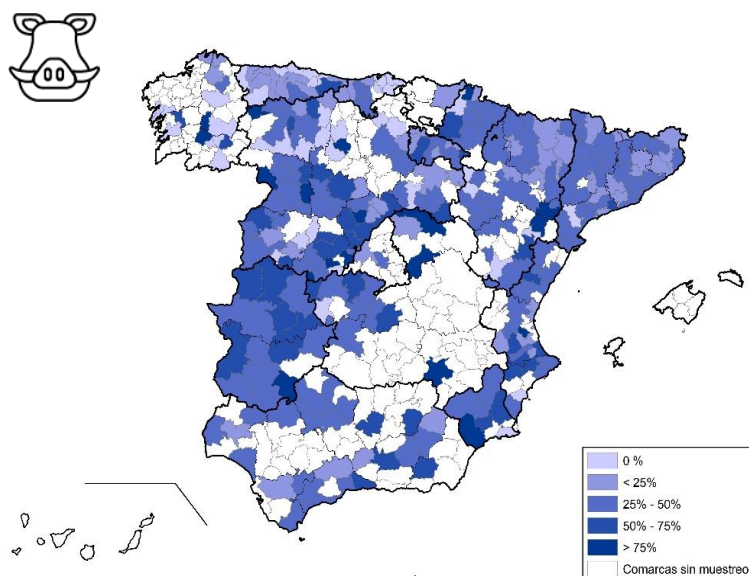 0 %
< 25%
25% - 50%
50% - 75%
> 75%
Comarcas sin muestreo